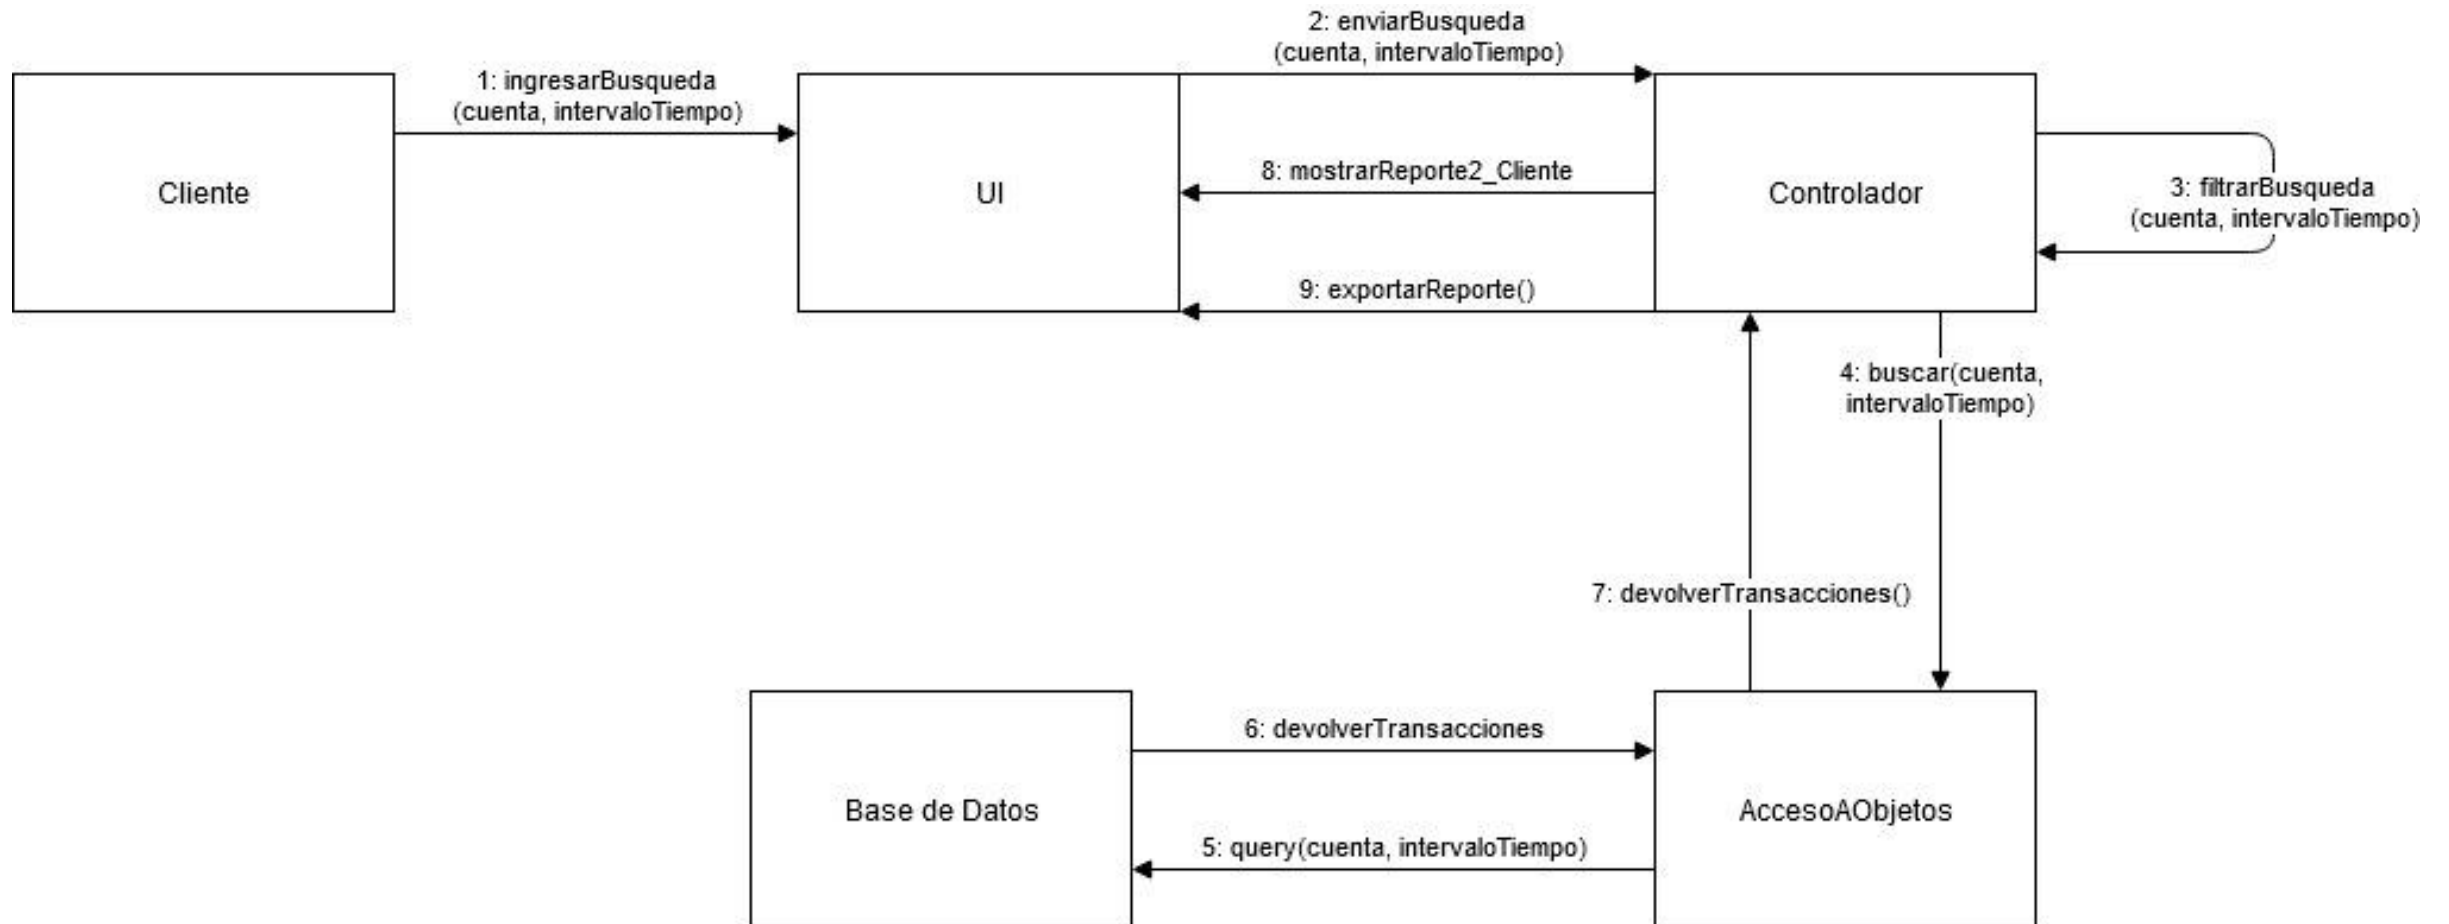 2: enviarBusqueda
(cuenta, intervaloTiempo)
1: ingresarBusqueda
(cuenta, intervaloTiempo)
Cliente
UI
8: mostrarReporte2_Cliente
Controlador
3: filtrarBusqueda
(cuenta, intervaloTiempo)
9: exportarReporte()
4: buscar(cuenta,
intervaloTiempo)
7: devolverTransacciones()
6: devolverTransacciones
Base de Datos
AccesoAObjetos
5: query(cuenta, intervaloTiempo)